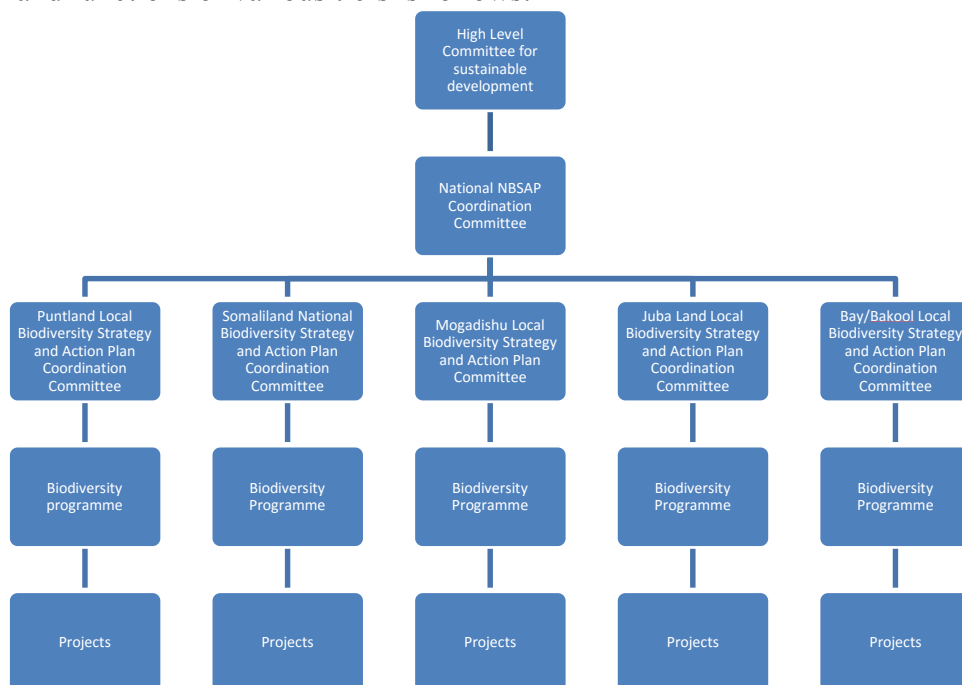 High Level
Committee for
sustainable
development
National NBSAP
Coordination
Committee
Puntland Local
Biodiversity Strategy
and Action Plan
Coordination
Committee
Somaliland National
Biodiversity Strategy
and Action Plan
Coordination
Committee
Mogadishu Local
Biodiversity Strategy
and Action Plan
Committee
Juba Land Local
Biodiversity Strategy
and Action Plan
Coordination
Committee
Bay/Bakool Local
Biodiversity Strategy
and Action Plan
Coordination
Committee
Biodiversity
programme
Biodiversity
Programme
Biodiversity
Programme
Biodiversity
Programme
Biodiversity
Programme
Projects
Projects
Projects
Projects
Projects